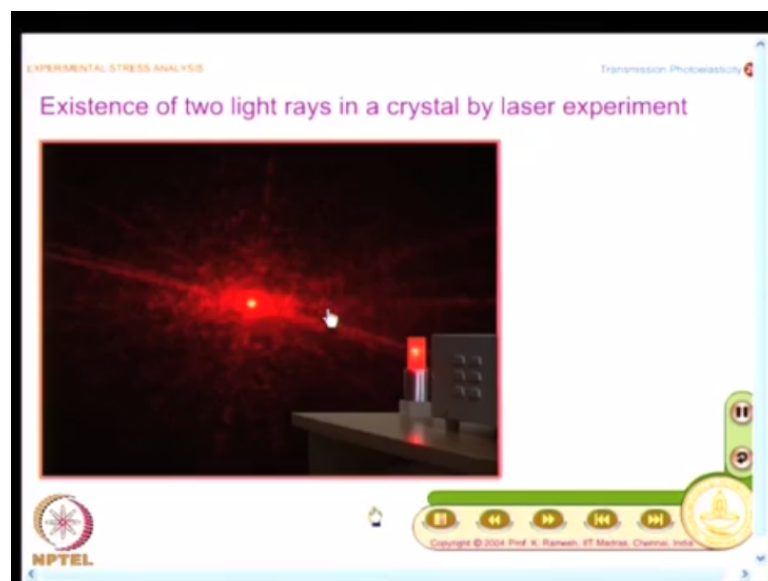 EXPERIMENTAL STRESS ANALYSIS
Transmission Photoelasticity
Existence of two light rays in a crystal by laser experiment
NPTEL
Copyright © 2004 Prof. K. Ramesh, IIT Madras, Chennai, India